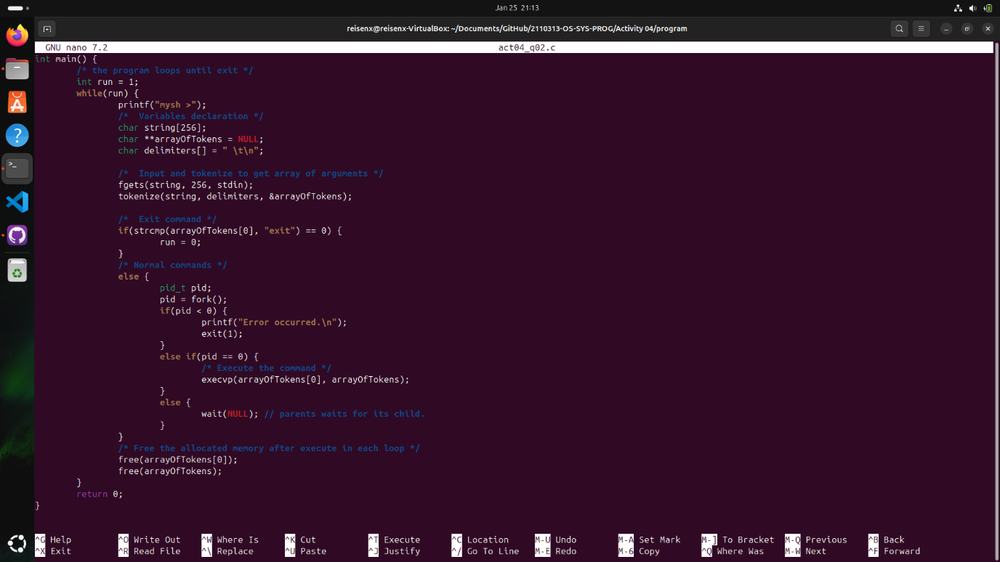 Jan 25 21:13
reisenx@reisenx-VirtualBox: ~/Documents/GitHub/2110313-OS-SYS-PROG/Activity 04/program
GNU nano 7.2 act04_q02.c
int main() {
/* the program loops until exit */
int run = 1;
while(run) {
printf("mysh >");
/*  Variables declaration */
char string[256];
char **arrayOfTokens = NULL;
char delimiters[] = " \t\n";
/*  Input and tokenize to get array of arguments */
fgets(string, 256, stdin);
tokenize(string, delimiters, &arrayOfTokens);
/*  Exit command */
if(strcmp(arrayOfTokens[0], "exit") == 0) {
run = 0;
}
/* Normal commands */
else {
pid_t pid;
pid = fork();
if(pid < 0) {
printf("Error occurred.\n");
exit(1);
}
else if(pid == 0) {
/* Execute the command */
execvp(arrayOfTokens[0], arrayOfTokens);
}
else {
wait(NULL); // parents waits for its child.
}
}
/* Free the allocated memory after execute in each loop */
free(arrayOfTokens[0]);
free(arrayOfTokens);
}
return 0;
}
^G Help ^O Write Out ^W Where Is ^K Cut ^T Execute ^C Location M-U Undo M-A Set Mark M-] To Bracket M-Q Previous ^B Back
^X Exit ^R Read File ^\ Replace ^U Paste ^J Justify ^/ Go To Line M-E Redo M-6 Copy ^Q Where Was M-W Next ^F Forward